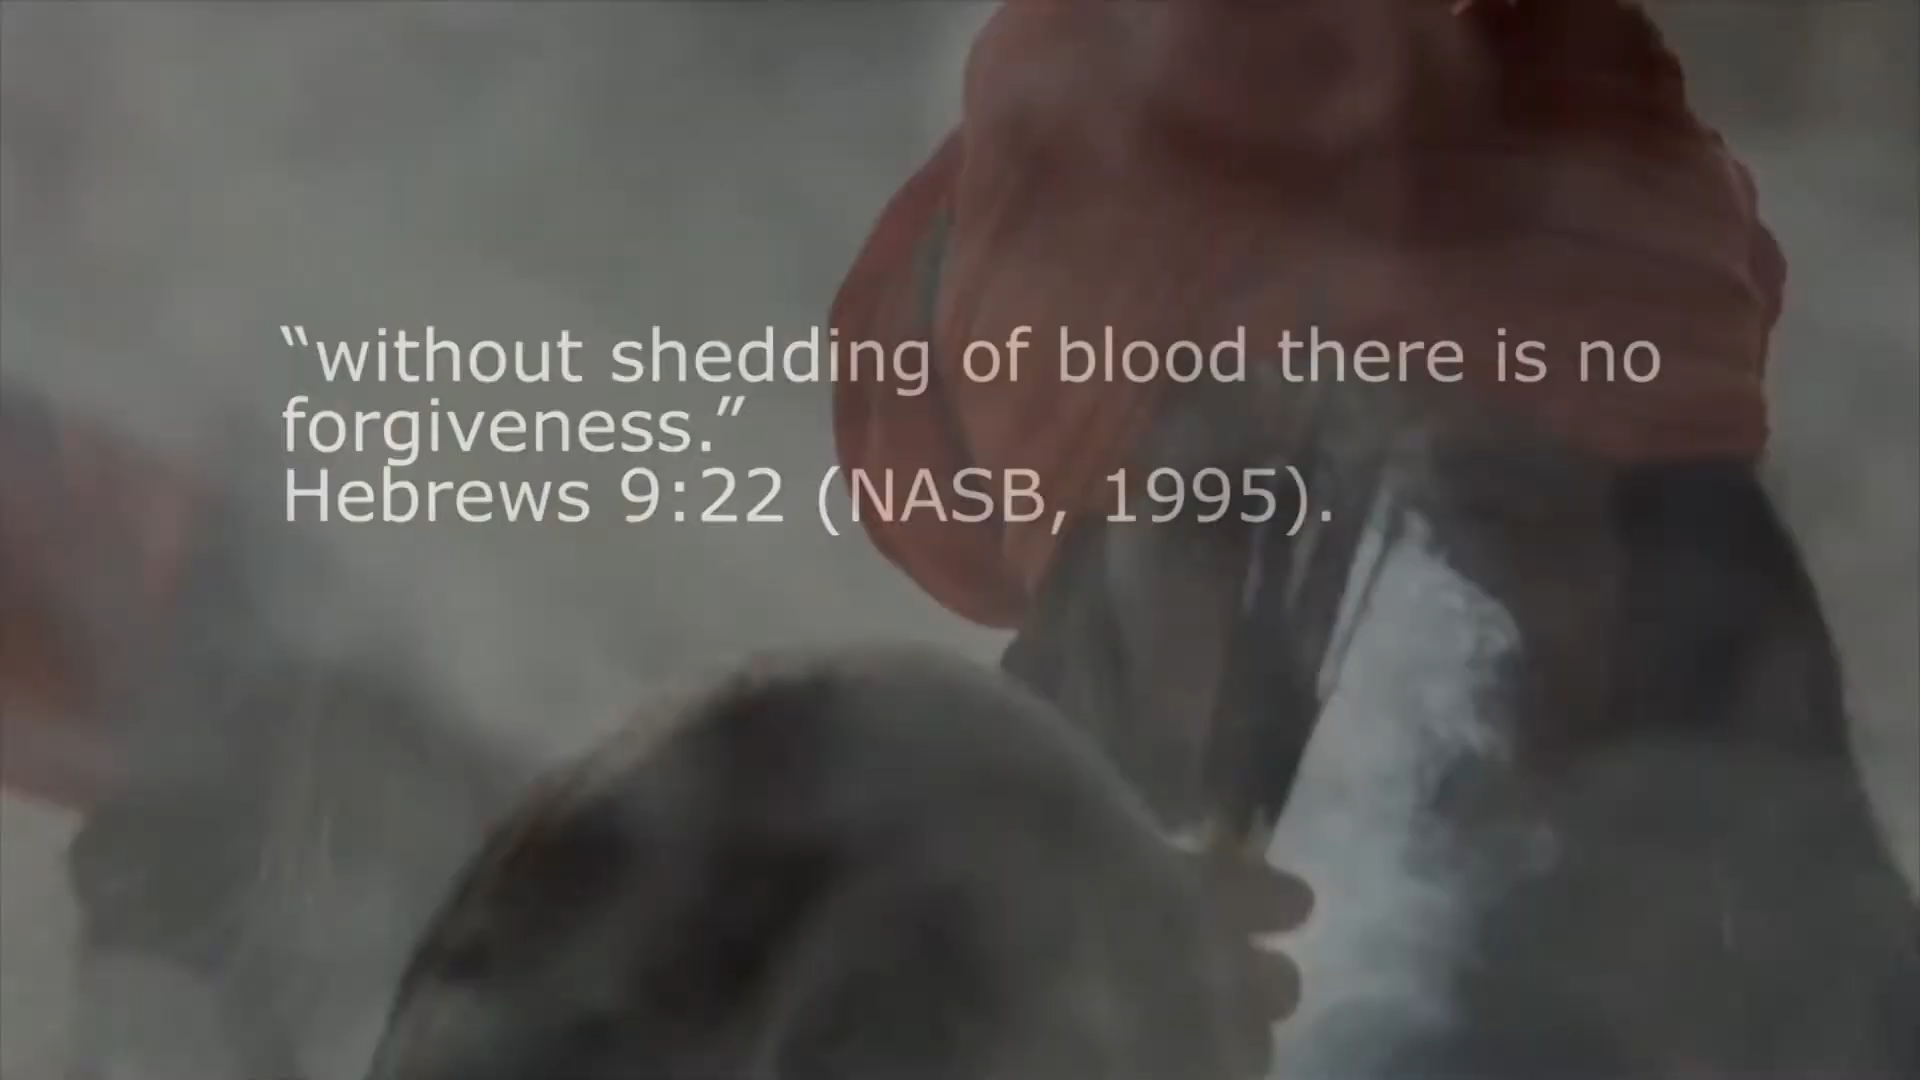 “without shedding of blood there is no
forgiveness.”
Hebrews 9:22 (NASB, 1995).